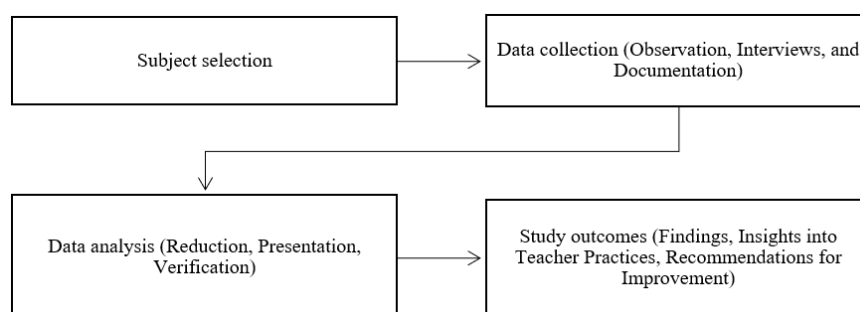 Subject selection
Data collection (Observation, Interviews, and
Documentation)
Data analysis (Reduction, Presentation,
Verification)
Study outcomes (Findings, Insights into
Teacher Practices, Recommendations for
Improvement)